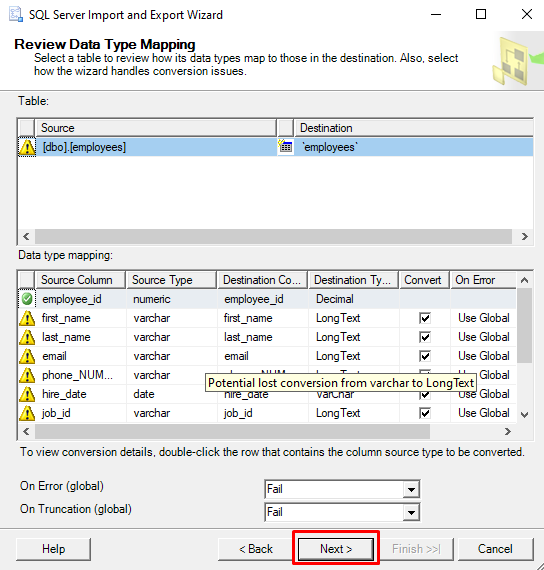 SQL Server Import and Export Wizard
Review Data Type Mapping
Select a table to review how its data types map to those in the destination. Also, select
how the wizard handles conversion issues.
Table:
Source Destination
[dbo].[employees] `employees`
Data type mapping:
Source Column Source Type Destination Co... Destination Ty... Convert On Error
employee_id numeric employee_id Decimal
first_name varchar first_name LongText Use Global
last_name varchar last_name LongText Use Global
email varchar email LongText Use Global
phone_NUM... varchar Use Global
Potential lost conversion from varchar to LongText
hire_date date hire_date VarChar Use Global
job_id varchar job_id LongText Use Global
To view conversion details, double-click the row that contains the column source type to be converted.
On Error (global) Fail
On Truncation (global) Fail
Help < Back Next > Finish >>| Cancel